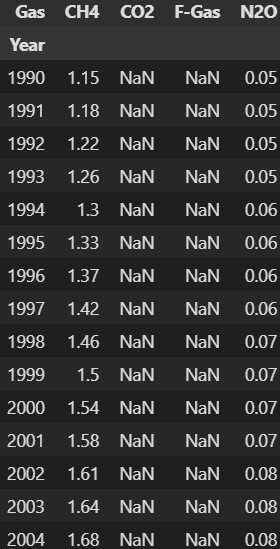 Gas CH4 CO2 F-Gas N2O
Year
1990 1.15 NaN NaN 0.05
1991 1.18 NaN NaN 0.05
1992 1.22 NaN NaN 0.05
1993 1.26 NaN NaN 0.05
1994 1.3 NaN NaN 0.06
1995 1.33 NaN NaN 0.06
1996 1.37 NaN NaN 0.06
1997 1.42 NaN NaN 0.06
1998 1.46 NaN NaN 0.07
1999 1.5 NaN NaN 0.07
2000 1.54 NaN NaN 0.07
2001 1.58 NaN NaN 0.07
2002 1.61 NaN NaN 0.08
2003 1.64 NaN NaN 0.08
2004 1.68 NaN NaN 0.08